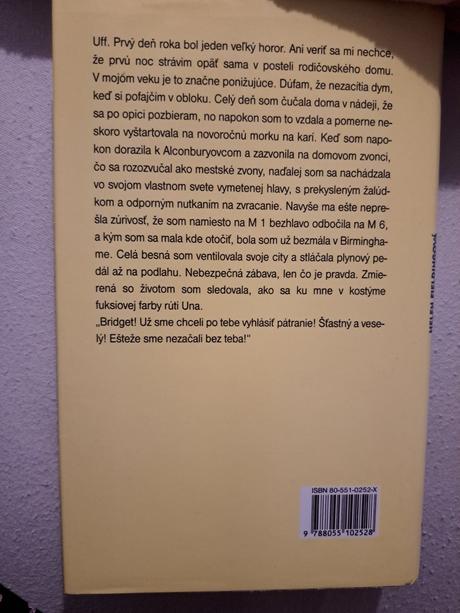 Uff. Prvý deň roka bol jeden veľký horor. Ani veriť sa mi nechce,
že prvú noc strávim opäť sama v posteli rodičovského domu.
V mojóm veku je to značne ponižujúce. Dúfam, že nezacítia dym,
keď si pofajčim v obloku. Celý deň som čučala doma v nádeji, že
sa po opici pozbieram, no napokon som to vzdala a pomerne ne-
skoro vyštartovala na novoročnú morku na karí. Keď som napo-
kon dorazila k Alconburyovcom a zazvonila na domovom zvonci,
čo sa rozozvučal ako mestské zvony, naďalej som sa nachádzala
vo svojom vlastnom svete vymetenej hlavy, s prekysleným žalúd-
kom a odporným nutkaním na zvracanie. Navyše ma ešte nepre-
šla zúrivosť, že som namiesto na M 1 bezhlavo odbočila na M 6,
a kým som sa mala kde otočiť, bola som už bezmála v Birmingha-
me. Celá besná som ventilovala svoje city a stláčala plynový pe-
dál až na podlahu. Nebezpečná zábava, len čo je pravda. Zmie-
rená so životom som sledovala, ako sa ku mne v kostýme
fuksiovej farby rúti Una.
„Bridget! Už sme chceli po tebe vyhlásiť pátranie! Šťastný a vese-
lý! Ešteže sme nezačali bez teba!“
ISBN 80-551-0252-X
9 788055 102528